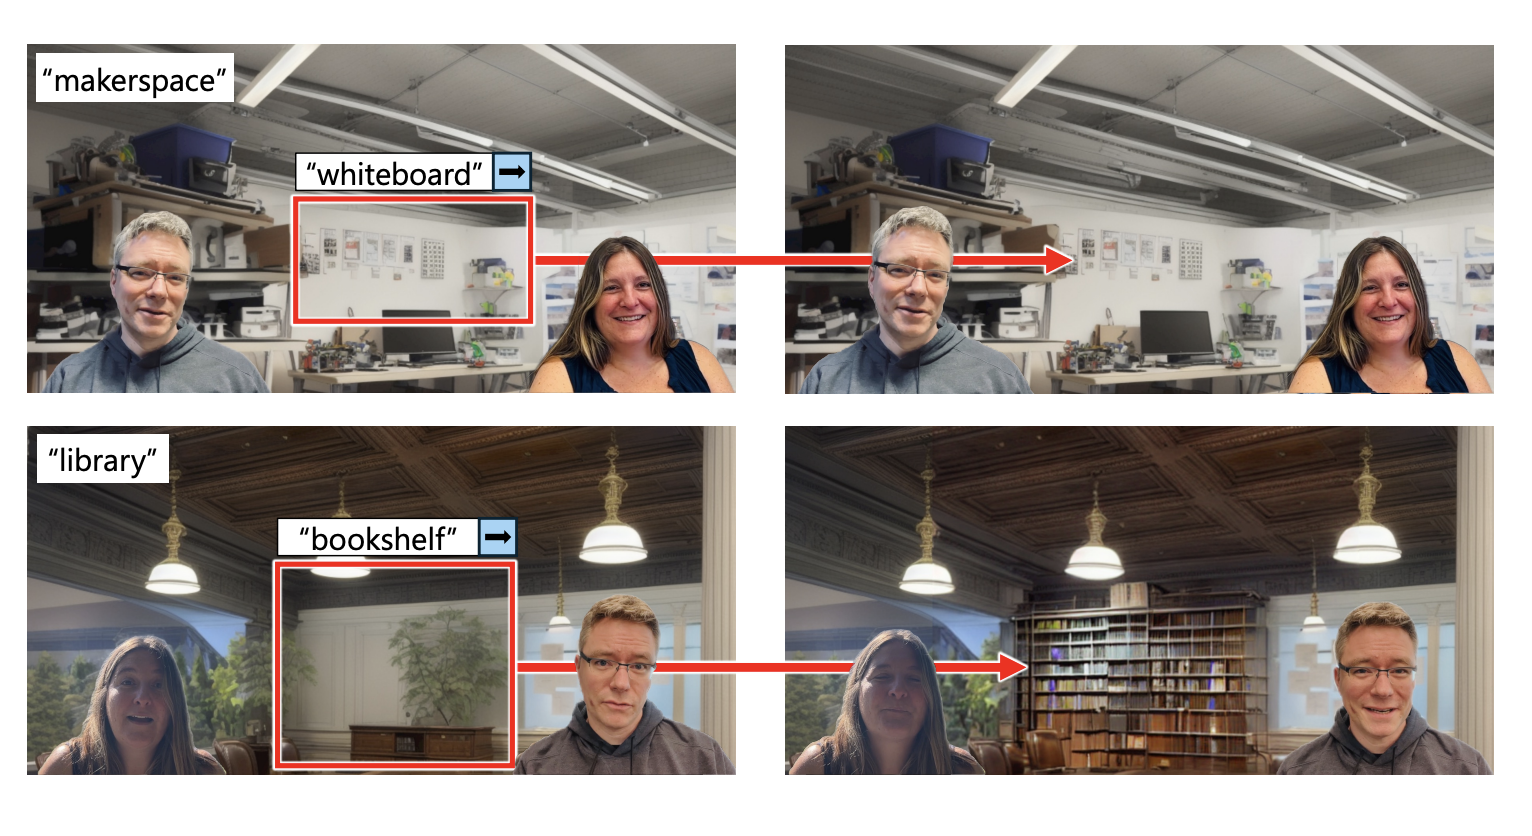 “makerspace”
“whiteboard”
“library”
“bookshelf”